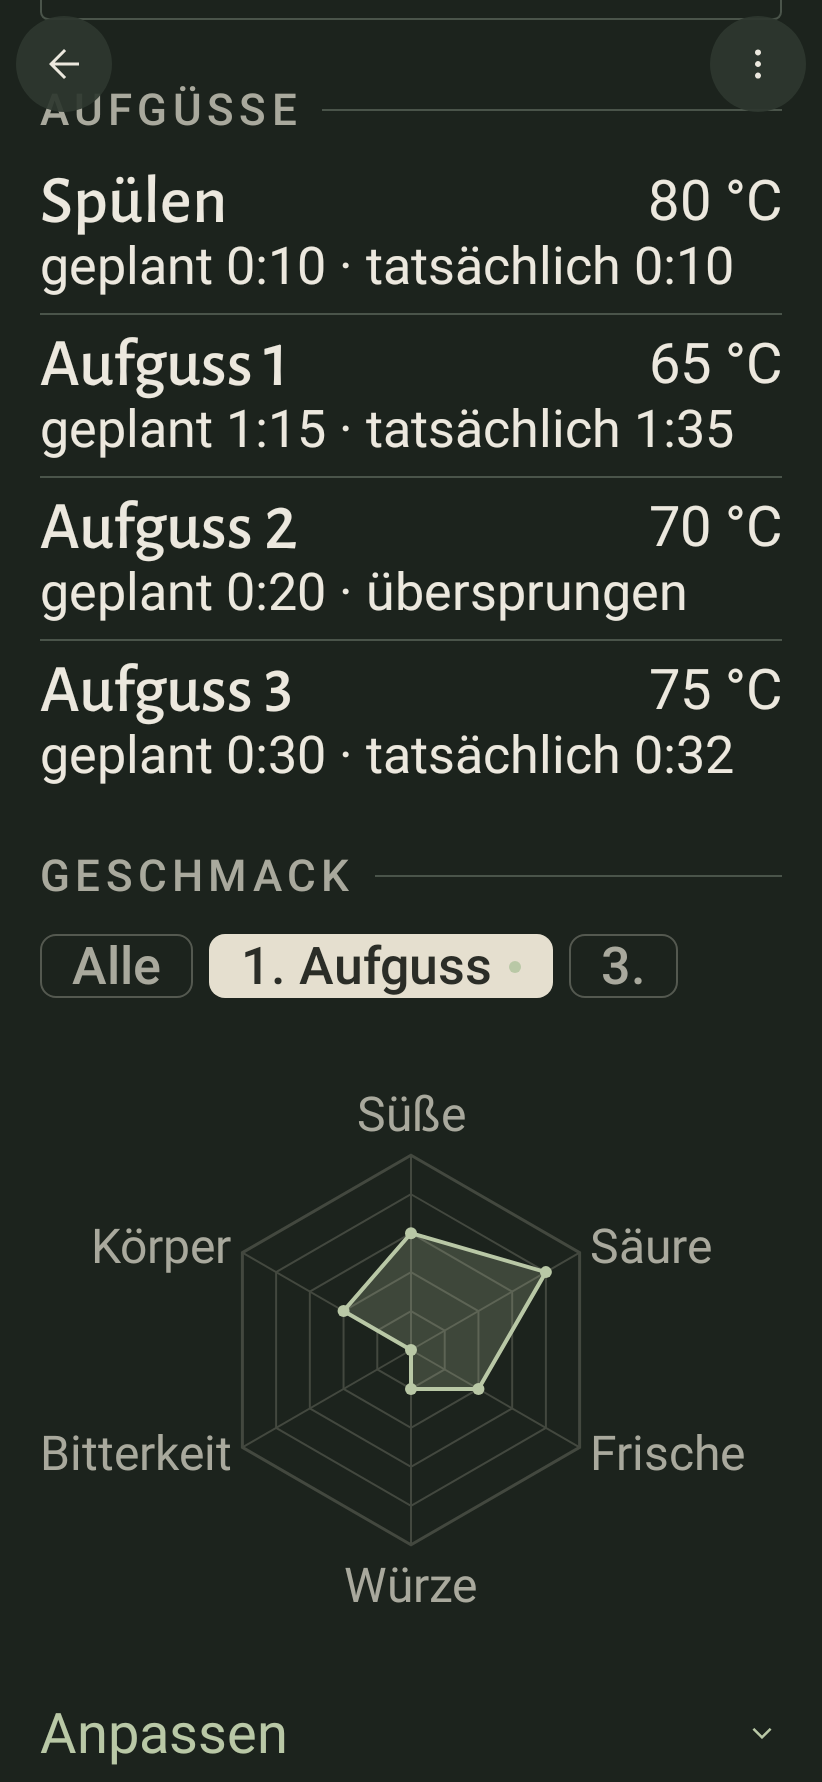 AUFGÜSSE
Spülen 80 °C
geplant 0:10 · tatsächlich 0:10
Aufguss 1 65 °C
geplant 1:15 · tatsächlich 1:35
Aufguss 2 70 °C
geplant 0:20 · übersprungen
Aufguss 3 75 °C
geplant 0:30 · tatsächlich 0:32
GESCHMACK
Alle 1. Aufguss 3.
Süße
Körper Säure
Bitterkeit Frische
Würze
Anpassen